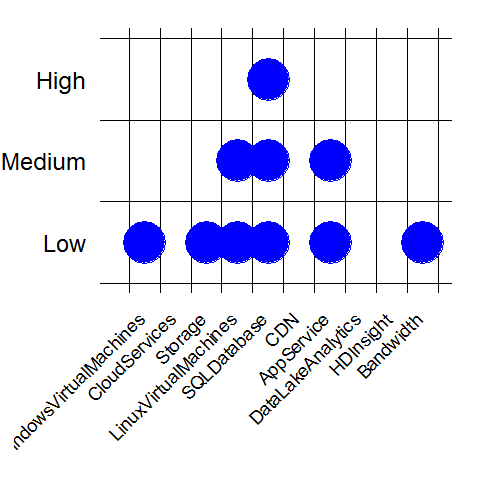 High
Medium
Low
ndowsVirtualMachines
CloudServices
Storage
LinuxVirtualMachines
SQLDatabase
CDN
AppService
DataLakeAnalytics
HDInsight
Bandwidth